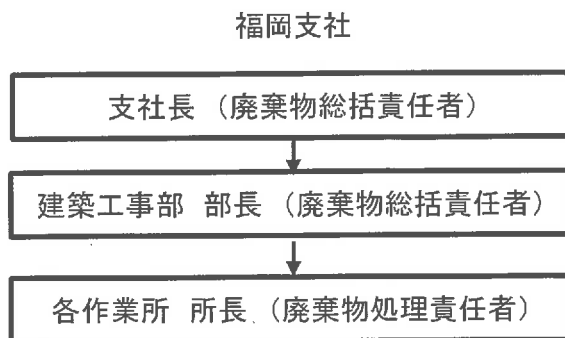 福岡支社
支社長 (廃棄物総括責任者)
建築工事部 部長 (廃棄物総括責任者)
各作業所 所長 (廃棄物処理責任者)